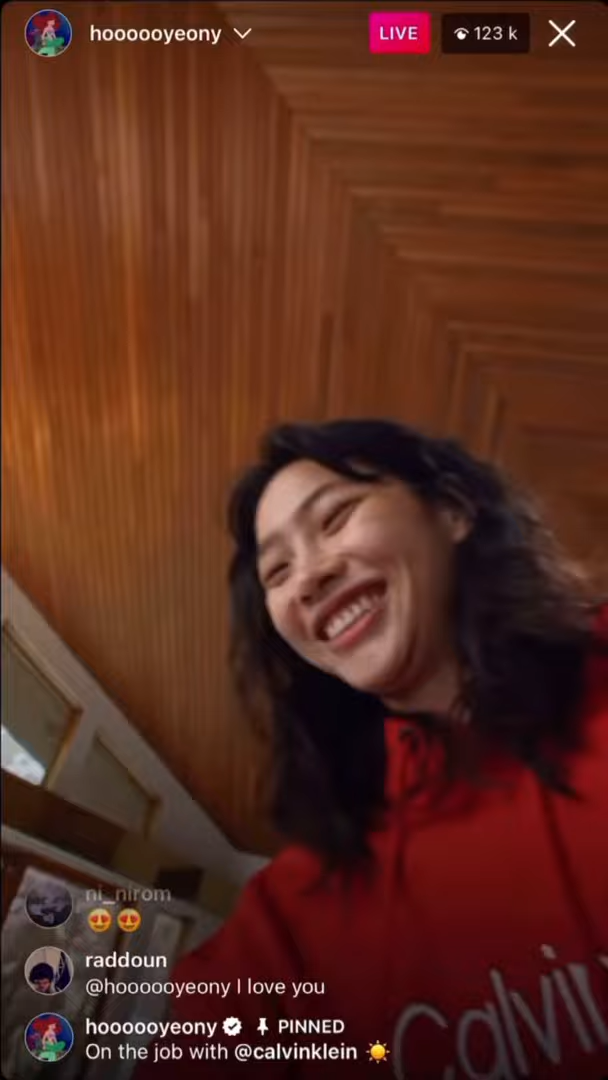 hoooooyeony
LIVE
123 k
ni_nirom
😍😍
raddoun
@hoooooyeony I love you
hoooooyeony PINNED
On the job with @calvinklein ☀️
Calvin